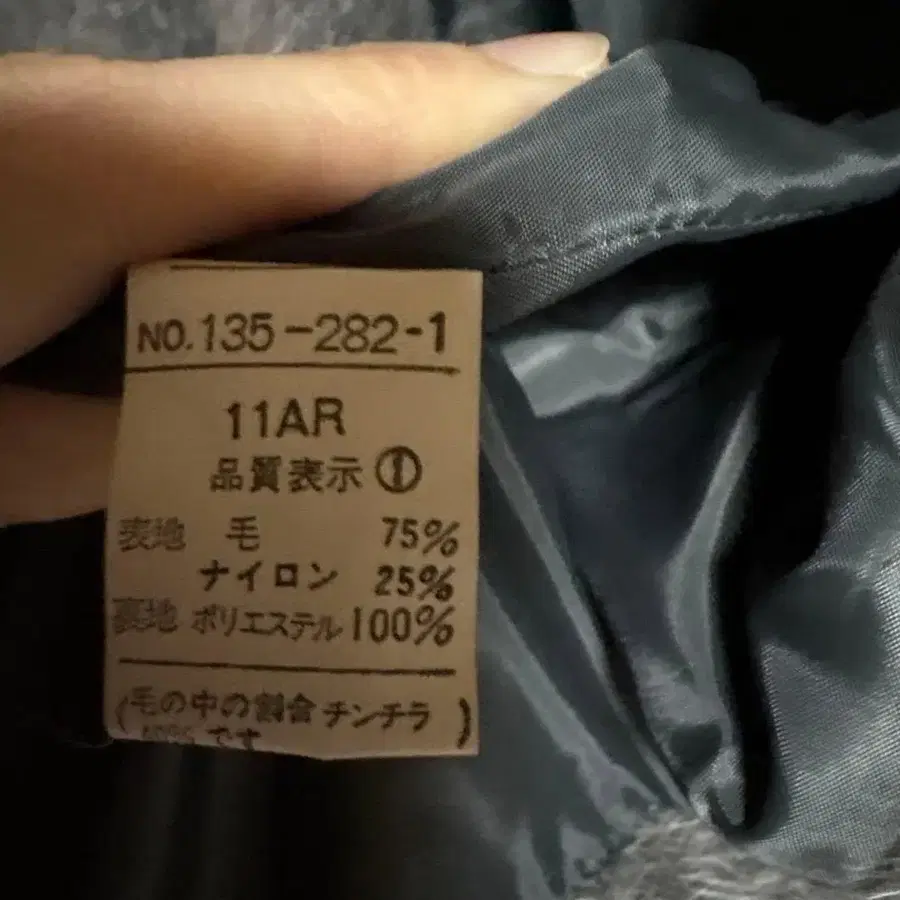 NO.135-282-1
11AR
品質表示①
表地 毛 75%
ナイロン 25%
裏地 ポリエステル 100%
(毛の中の割合 チンチラ
です )